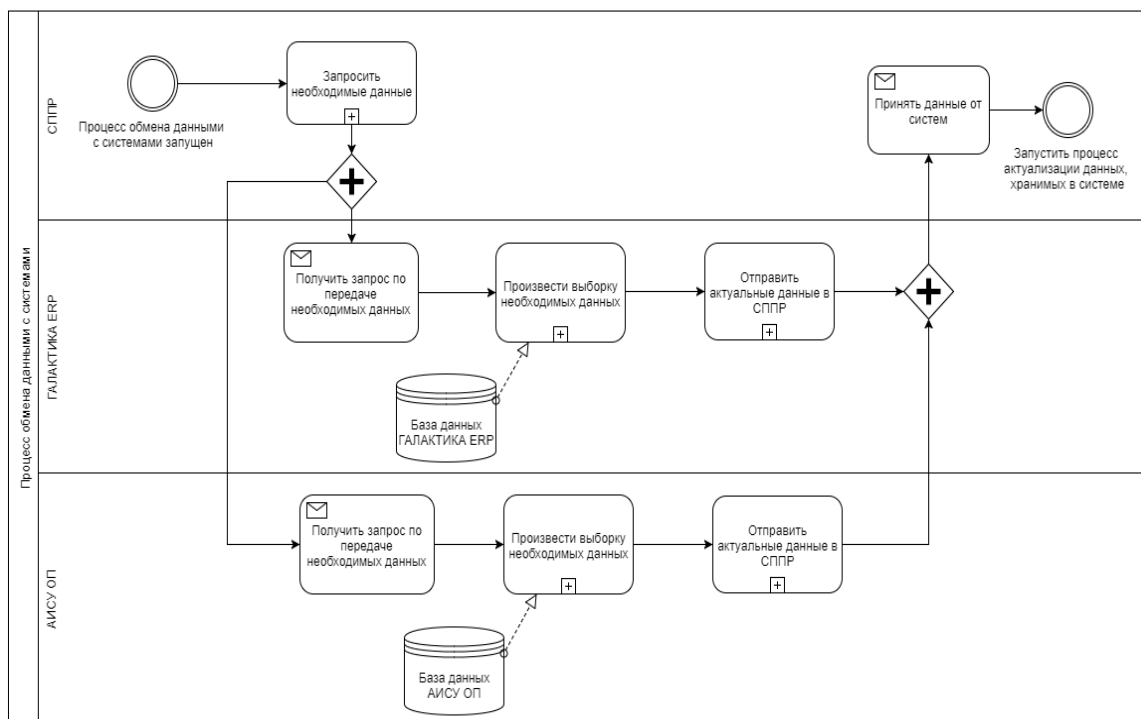 Процесс обмена данными с системами
СППР
Процесс обмена данными
с системами запущен
Запросить
необходимые данные
Принять данные от
систем
Запустить процесс
актуализации данных,
хранимых в системе
ГАЛАКТИКА ERP
Получить запрос по
передаче
необходимых данных
Произвести выборку
необходимых данных
Отправить
актуальные данные в
СППР
База данных
ГАЛАКТИКА ERP
АИСУ ОП
Получить запрос по
передаче
необходимых данных
Произвести выборку
необходимых данных
Отправить
актуальные данные в
СППР
База данных
АИСУ ОП